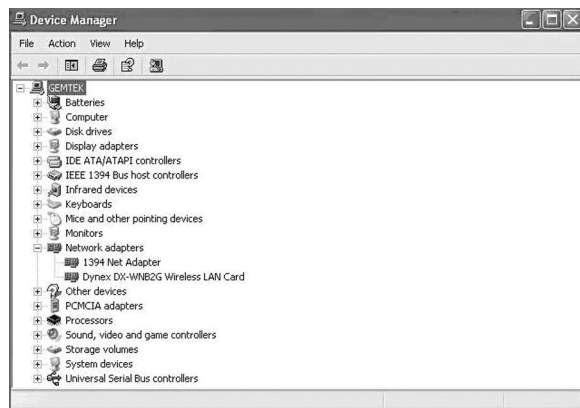 Device Manager
File Action View Help
GEMTEK
Batteries
Computer
Disk drives
Display adapters
IDE ATA/ATAPI controllers
IEEE 1394 Bus host controllers
Infrared devices
Keyboards
Mice and other pointing devices
Monitors
Network adapters
1394 Net Adapter
Dynex DX-WNB2G Wireless LAN Card
Other devices
PCMCIA adapters
Processors
Sound, video and game controllers
Storage volumes
System devices
Universal Serial Bus controllers